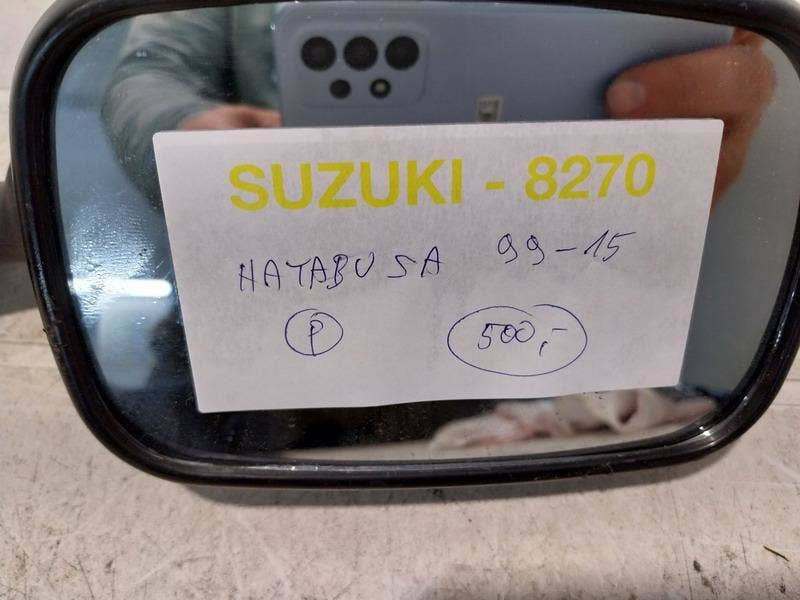 SUZUKI - 8270
HAYABUSA 99-15
P 500,-